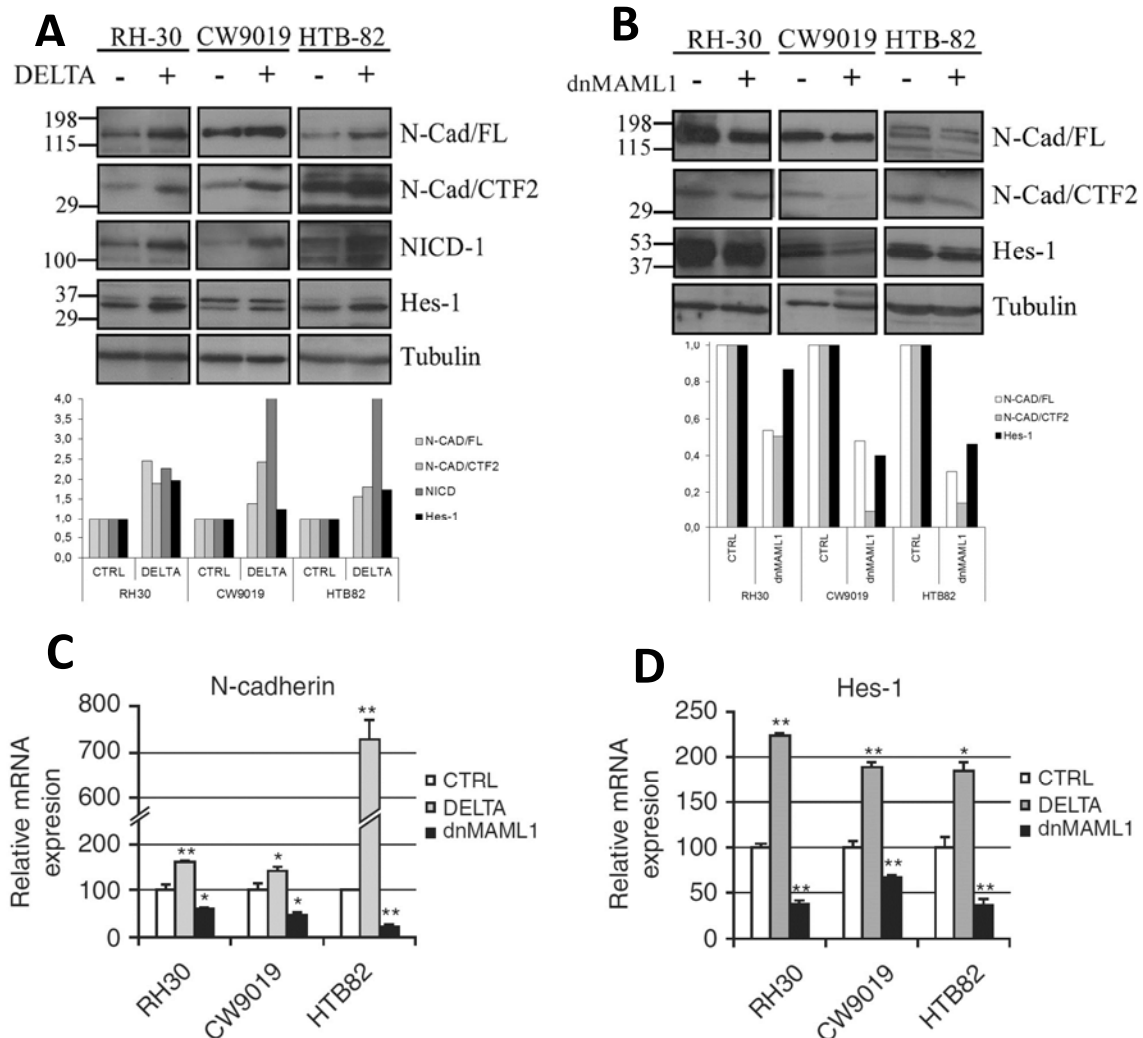 A
RH-30 CW9019 HTB-82
DELTA - + - + - +
198
115
N-Cad/FL
29
N-Cad/CTF2
100
NICD-1
37
29
Hes-1
Tubulin
4,0
3,5
3,0
2,5
2,0
1,5
1,0
0,5
0,0
N-CAD/FL
N-CAD/CTF2
NICD
Hes-1
CTRL DELTA CTRL DELTA CTRL DELTA
RH30 CW9019 HTB82
B
RH-30 CW9019 HTB-82
dnMAML1 - + - + - +
198
115
N-Cad/FL
29
N-Cad/CTF2
53
37
Hes-1
Tubulin
1,0
0,8
0,6
0,4
0,2
0,0
N-CAD/FL
N-CAD/CTF2
Hes-1
CTRL dnMAML1 CTRL dnMAML1 CTRL dnMAML1
RH30 CW9019 HTB82
C
N-cadherin
Relative mRNA
expresion
800
700
600
200
100
0
** * * * ** **
CTRL
DELTA
dnMAML1
RH30 CW9019 HTB82
D
Hes-1
Relative mRNA
expresion
250
200
150
100
50
0
** ** ** ** * **
CTRL
DELTA
dnMAML1
RH30 CW9019 HTB82